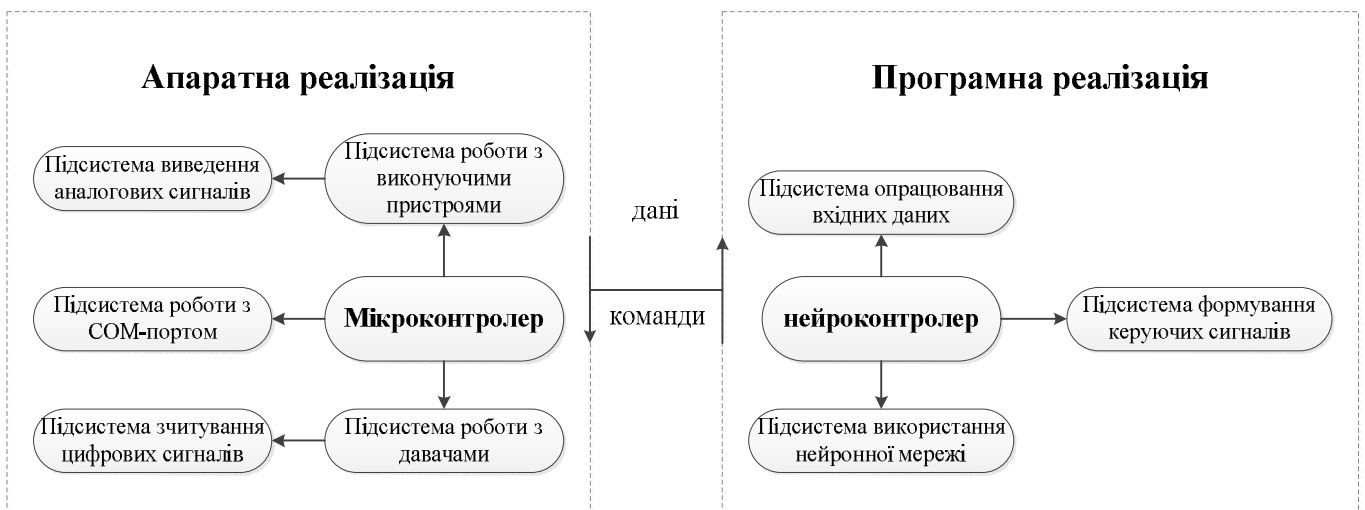 Апаратна реалізація
Підсистема виведення
аналогових сигналів
Підсистема роботи з
виконуючими
пристроями
Підсистема роботи з
COM-портом
Мікроконтролер
Підсистема зчитування
цифрових сигналів
Підсистема роботи з
давачами
дані
команди
Програмна реалізація
Підсистема опрацювання
вхідних даних
нейроконтролер
Підсистема формування
керуючих сигналів
Підсистема використання
нейронної мережі